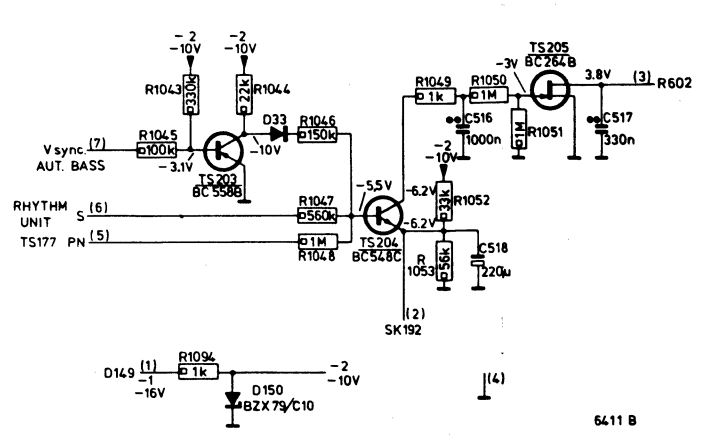 -2
-10V
-2
-10V
R1043
330k
22k
R1044
D33
R1046
150k
(7)
V sync.
AUT. BASS
R1045
100k
-3.1V
-10V
TS203
BC558B
RHYTHM
UNIT
S
(6)
R1047
560k
TS177 PN
(5)
1M
R1048
-5,5V
TS204
BC548C
-6.2V
-6.2V
R1049
1k
R1050
1M
-3V
TS205
BC264B
3.8V
(3)
R602
C516
1000n
1M
R1051
C517
330n
-2
-10V
33k
R1052
R
1053
56k
C518
220µ
(2)
SK192
D149
(1)
-1
-16V
R1094
1k
-2
-10V
D150
BZX79/C10
(4)
6411 B